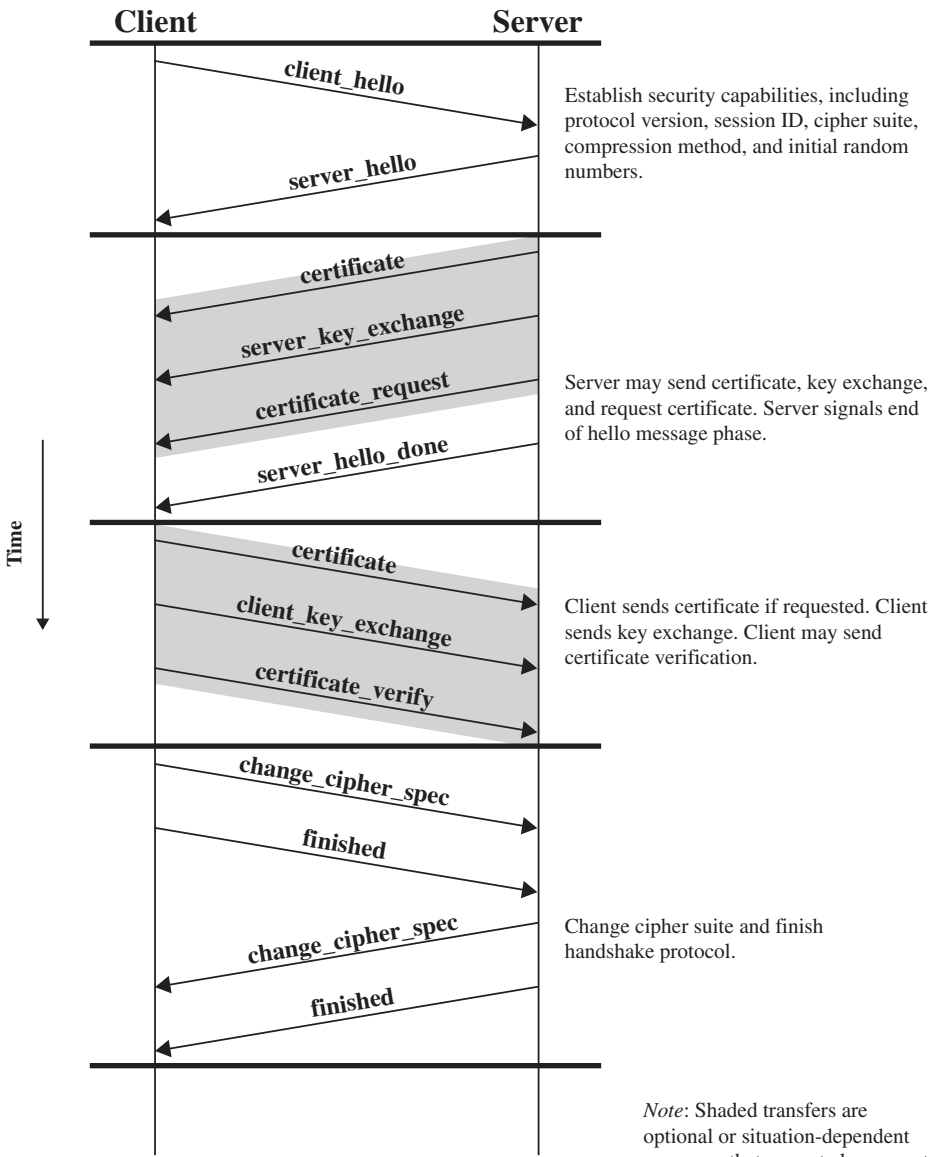 Client
Server
client_hello
Establish security capabilities, including
protocol version, session ID, cipher suite,
compression method, and initial random
numbers.
server_hello
certificate
server_key_exchange
certificate_request
Server may send certificate, key exchange,
and request certificate. Server signals end
of hello message phase.
server_hello_done
Time
certificate
client_key_exchange
Client sends certificate if requested. Client
sends key exchange. Client may send
certificate verification.
certificate_verify
change_cipher_spec
finished
change_cipher_spec
Change cipher suite and finish
handshake protocol.
finished
Note: Shaded transfers are
optional or situation-dependent